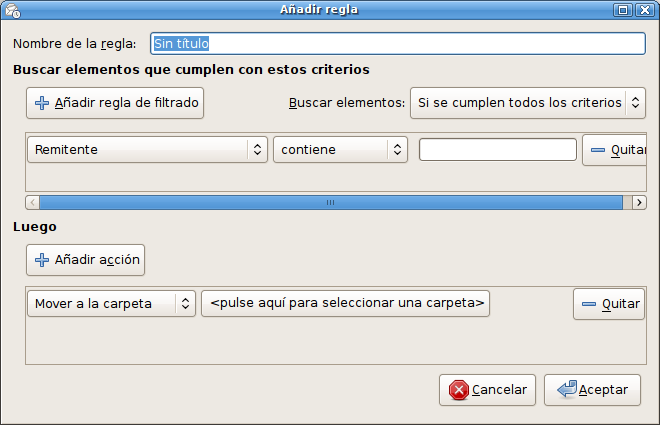 Añadir regla
Nombre de la regla: Sin título
Buscar elementos que cumplen con estos criterios
Añadir regla de filtrado Buscar elementos: Si se cumplen todos los criterios
Remitente contiene Quitar
Luego
Añadir acción
Mover a la carpeta <pulse aquí para seleccionar una carpeta> Quitar
Cancelar Aceptar